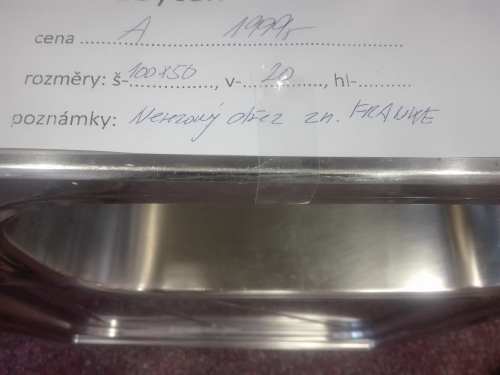 cena A 1999,-
rozměry: š-100x50, v-20, hl-
poznámky: Nerezový dřez zn. FRANKE